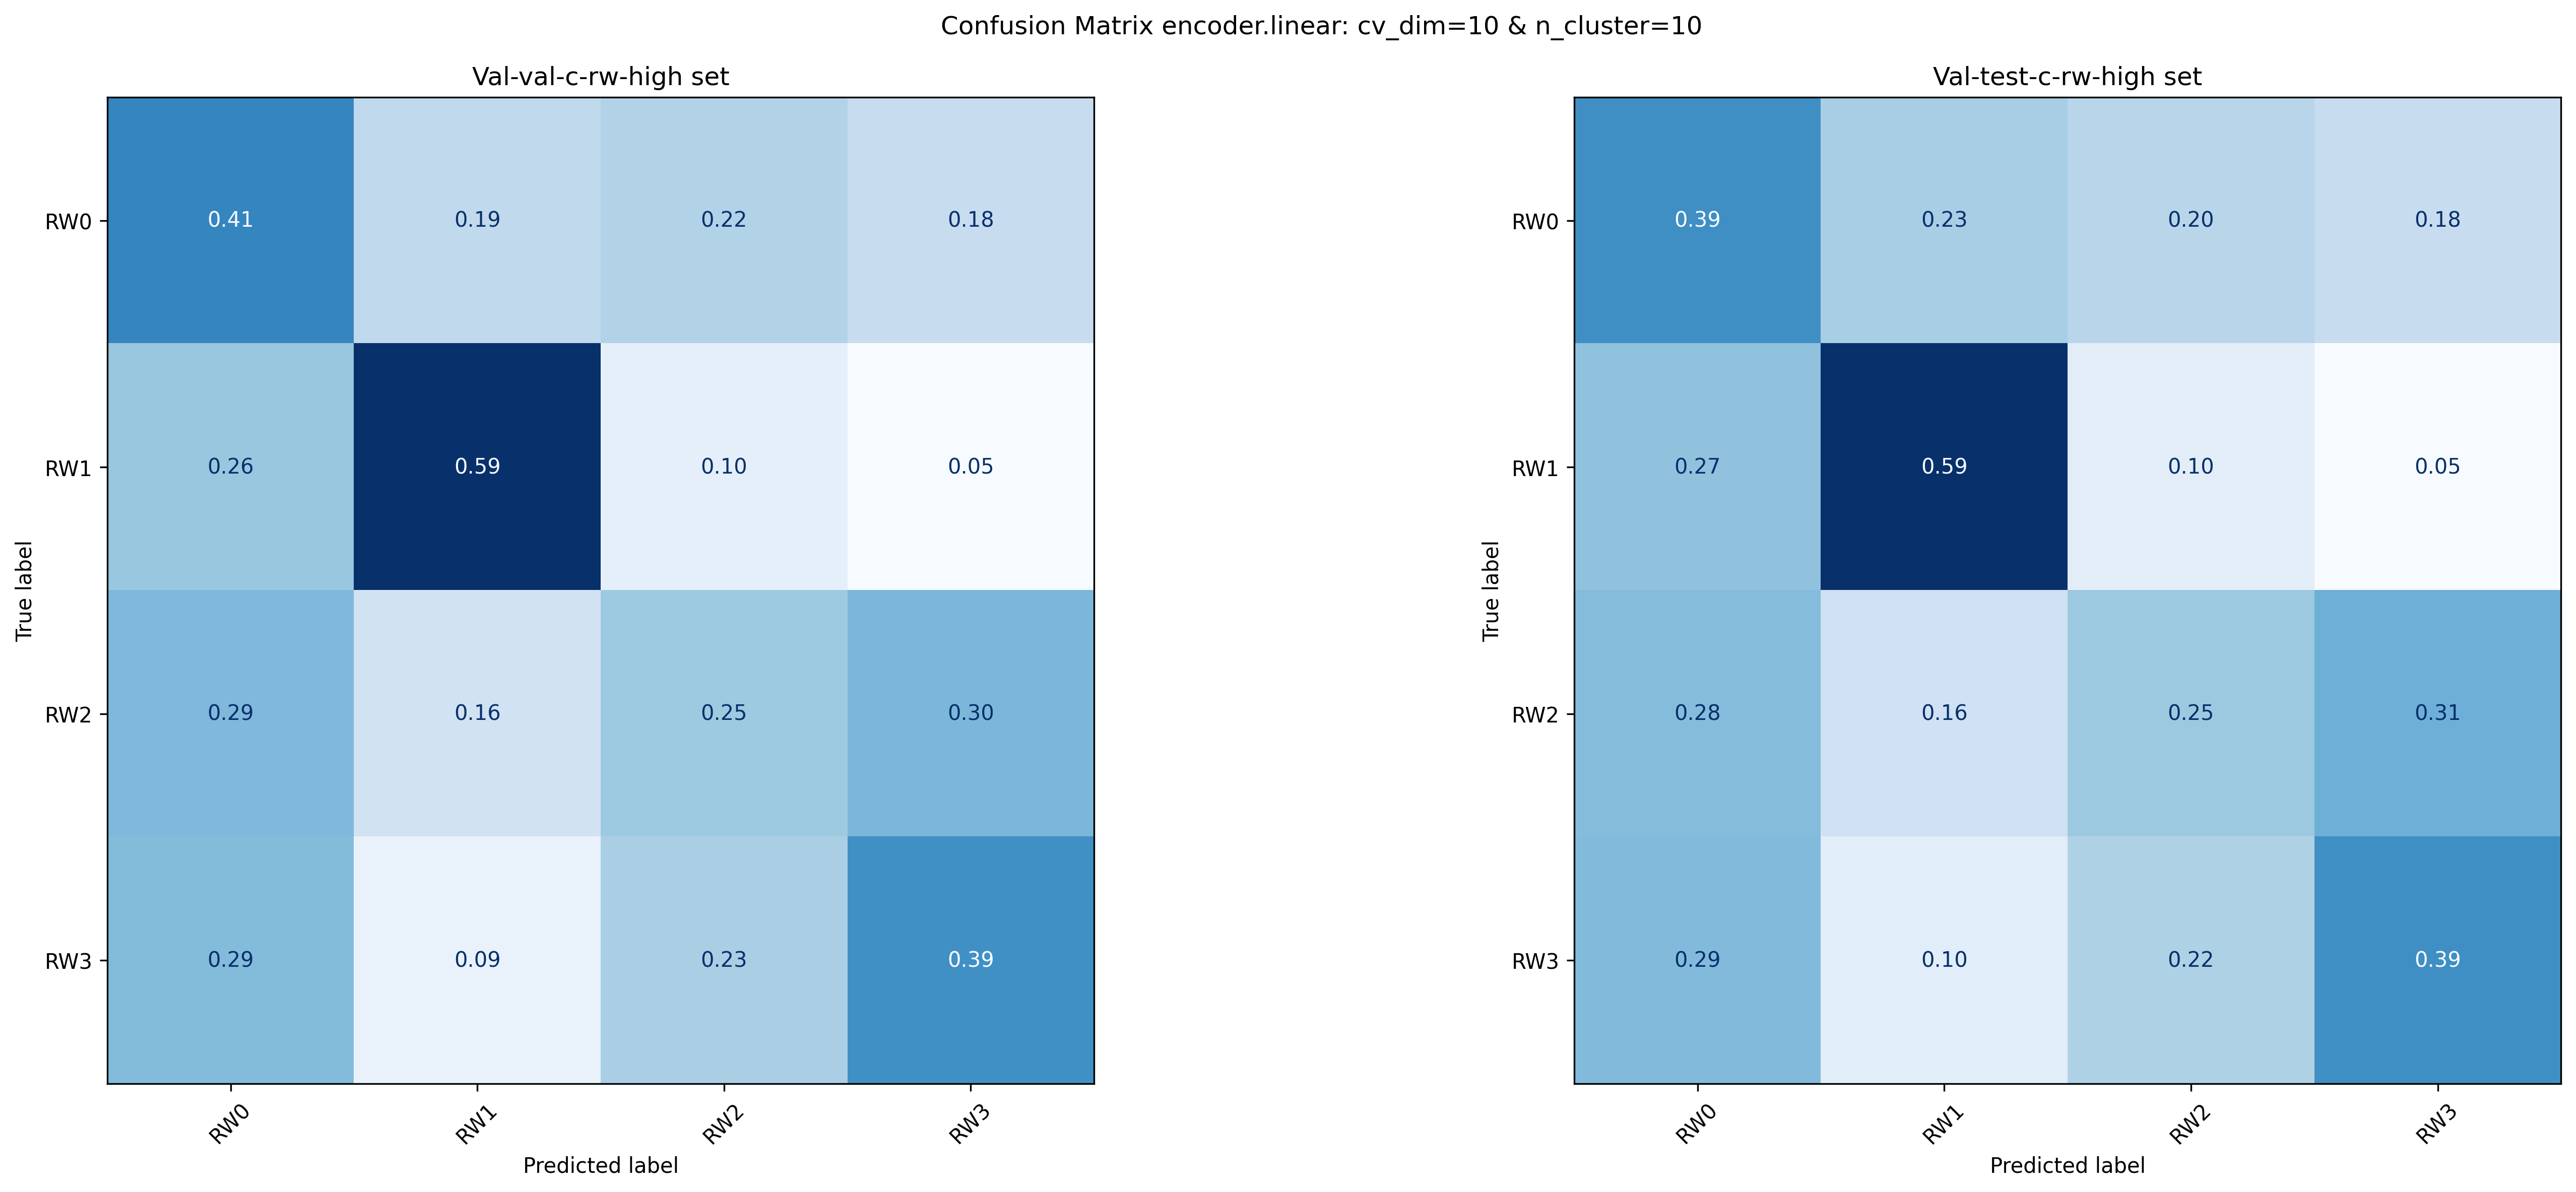 Confusion Matrix encoder.linear: cv_dim=10 & n_cluster=10
Val-val-c-rw-high set
True label
RW0
0.41 0.19 0.22 0.18
RW1
0.26 0.59 0.10 0.05
RW2
0.29 0.16 0.25 0.30
RW3
0.29 0.09 0.23 0.39
RW0 RW1 RW2 RW3
Predicted label
Val-test-c-rw-high set
True label
RW0
0.39 0.23 0.20 0.18
RW1
0.27 0.59 0.10 0.05
RW2
0.28 0.16 0.25 0.31
RW3
0.29 0.10 0.22 0.39
RW0 RW1 RW2 RW3
Predicted label